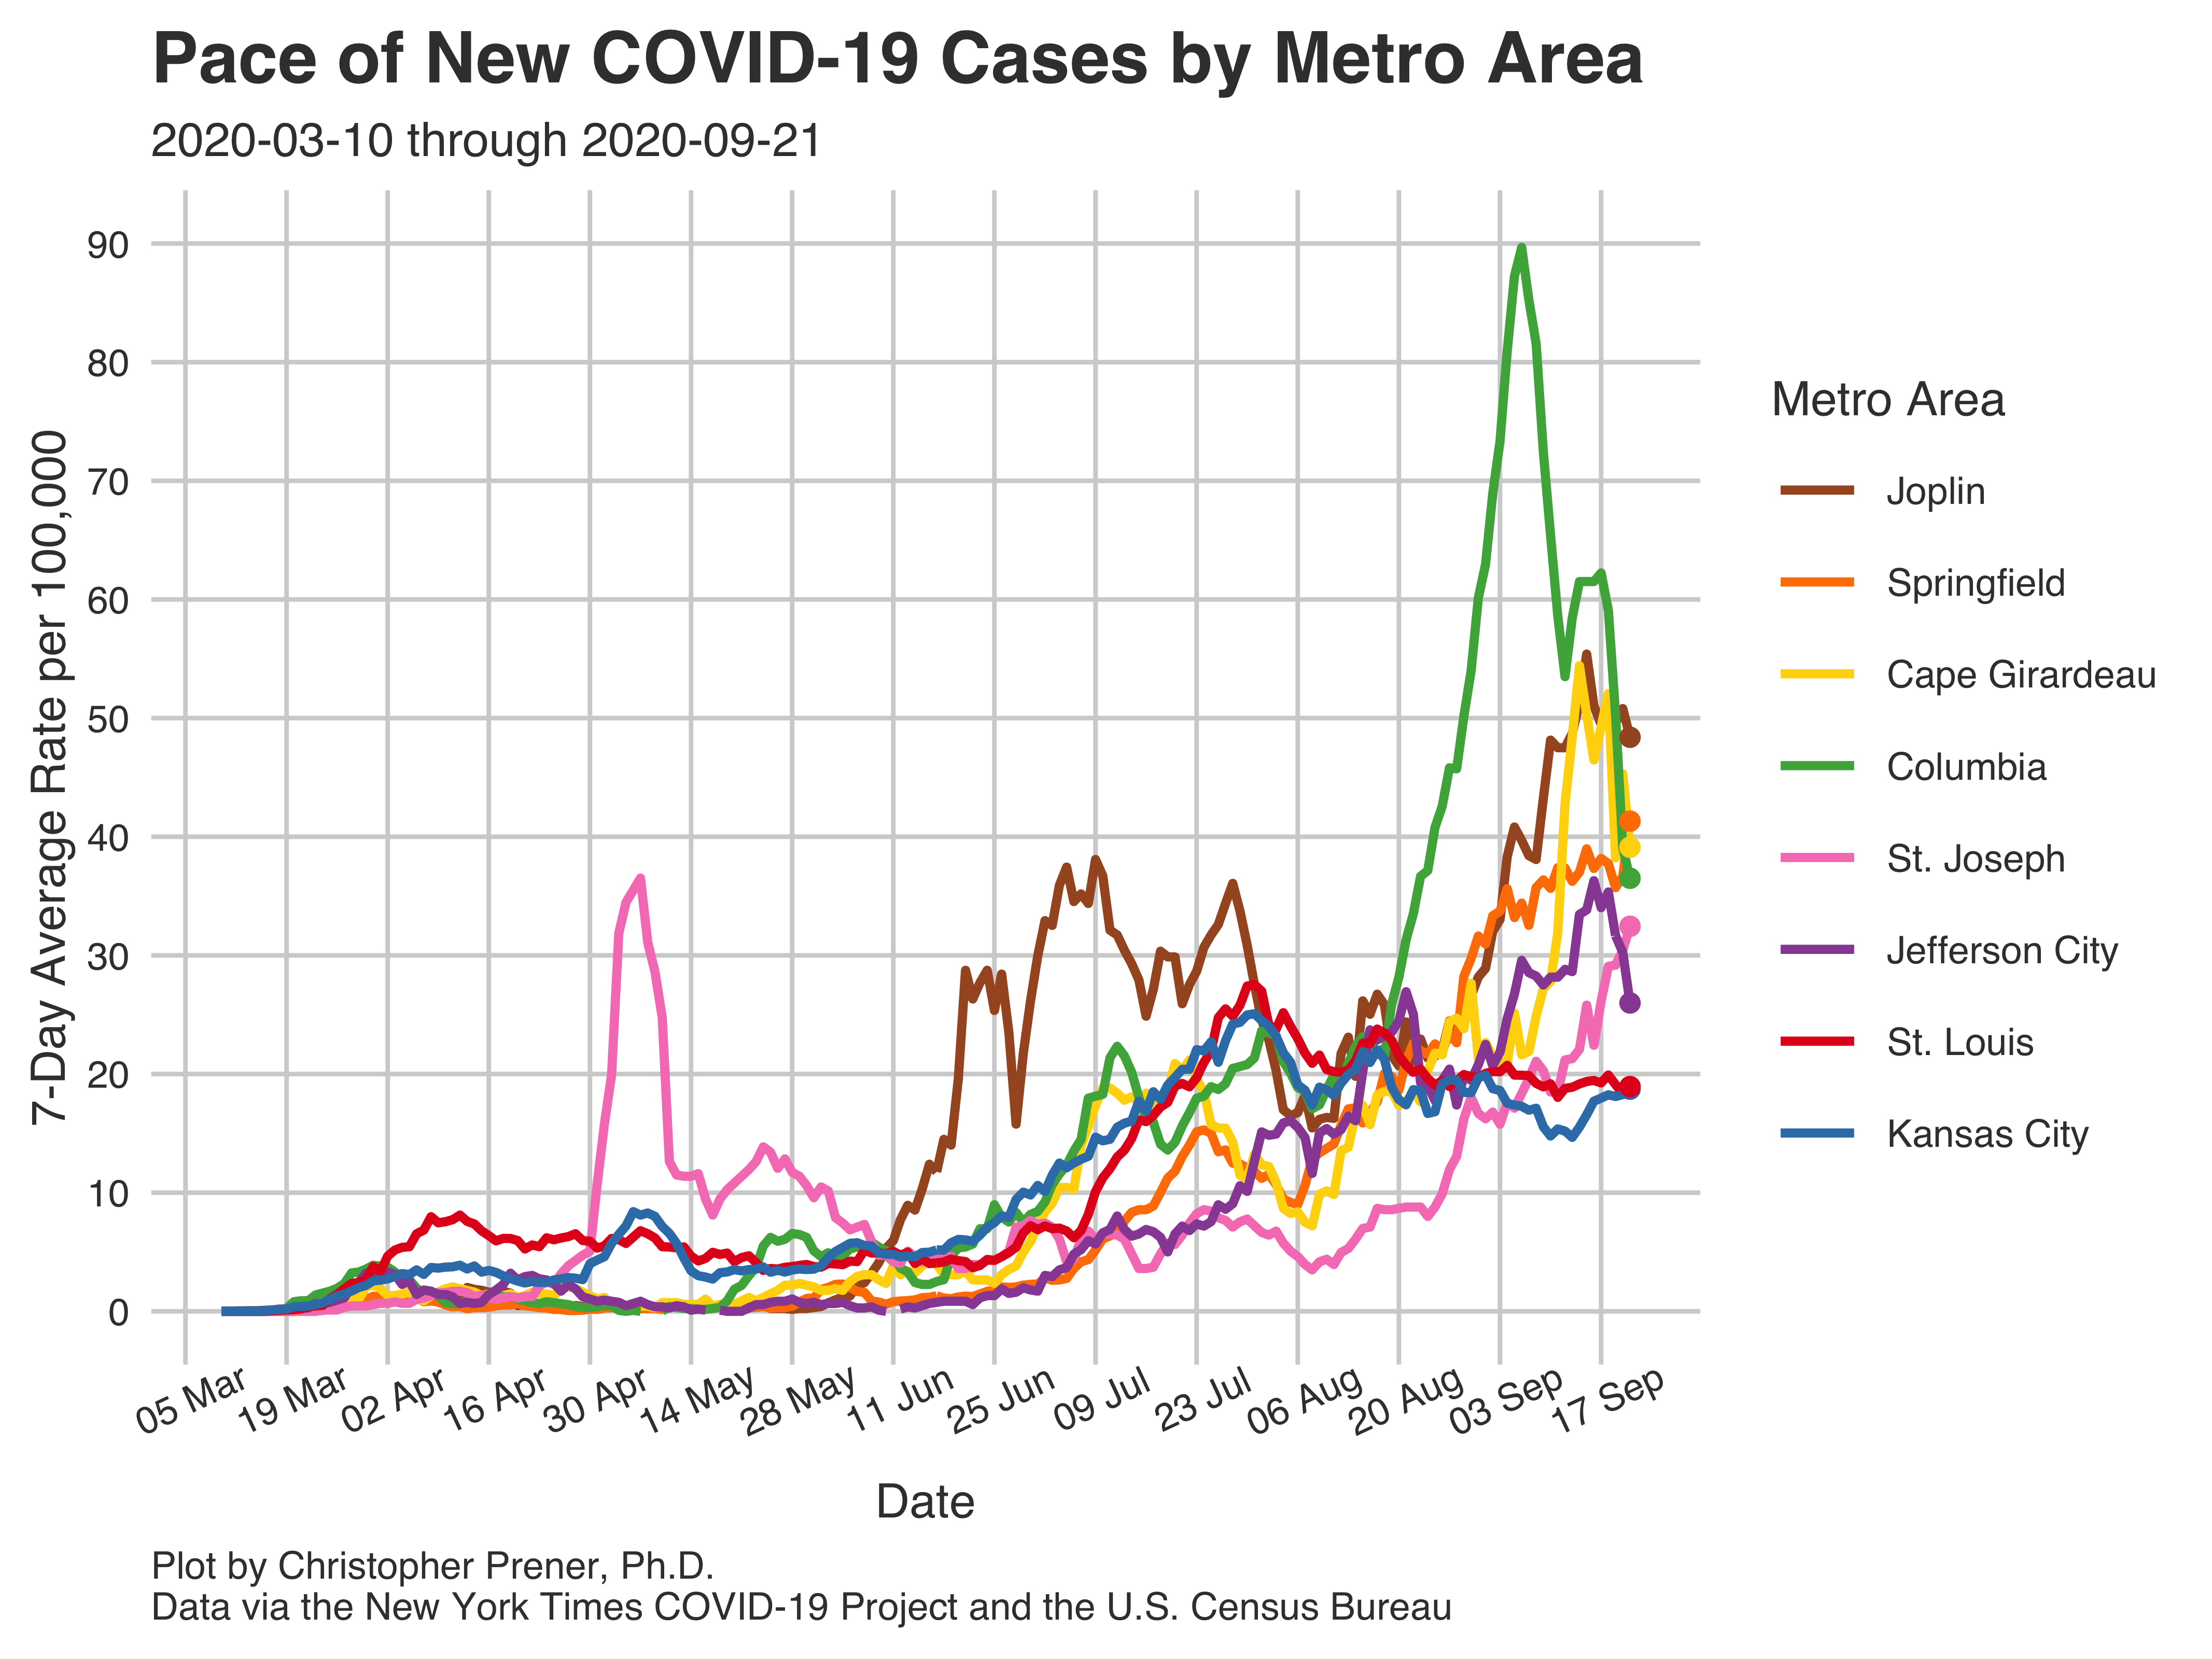 Pace of New COVID-19 Cases by Metro Area
2020-03-10 through 2020-09-21
7-Day Average Rate per 100,000
90
80
70
60
50
40
30
20
10
0
05 Mar
19 Mar
02 Apr
16 Apr
30 Apr
14 May
28 May
11 Jun
25 Jun
09 Jul
23 Jul
06 Aug
20 Aug
03 Sep
17 Sep
Date
Metro Area
Joplin
Springfield
Cape Girardeau
Columbia
St. Joseph
Jefferson City
St. Louis
Kansas City
Plot by Christopher Prener, Ph.D.
Data via the New York Times COVID-19 Project and the U.S. Census Bureau